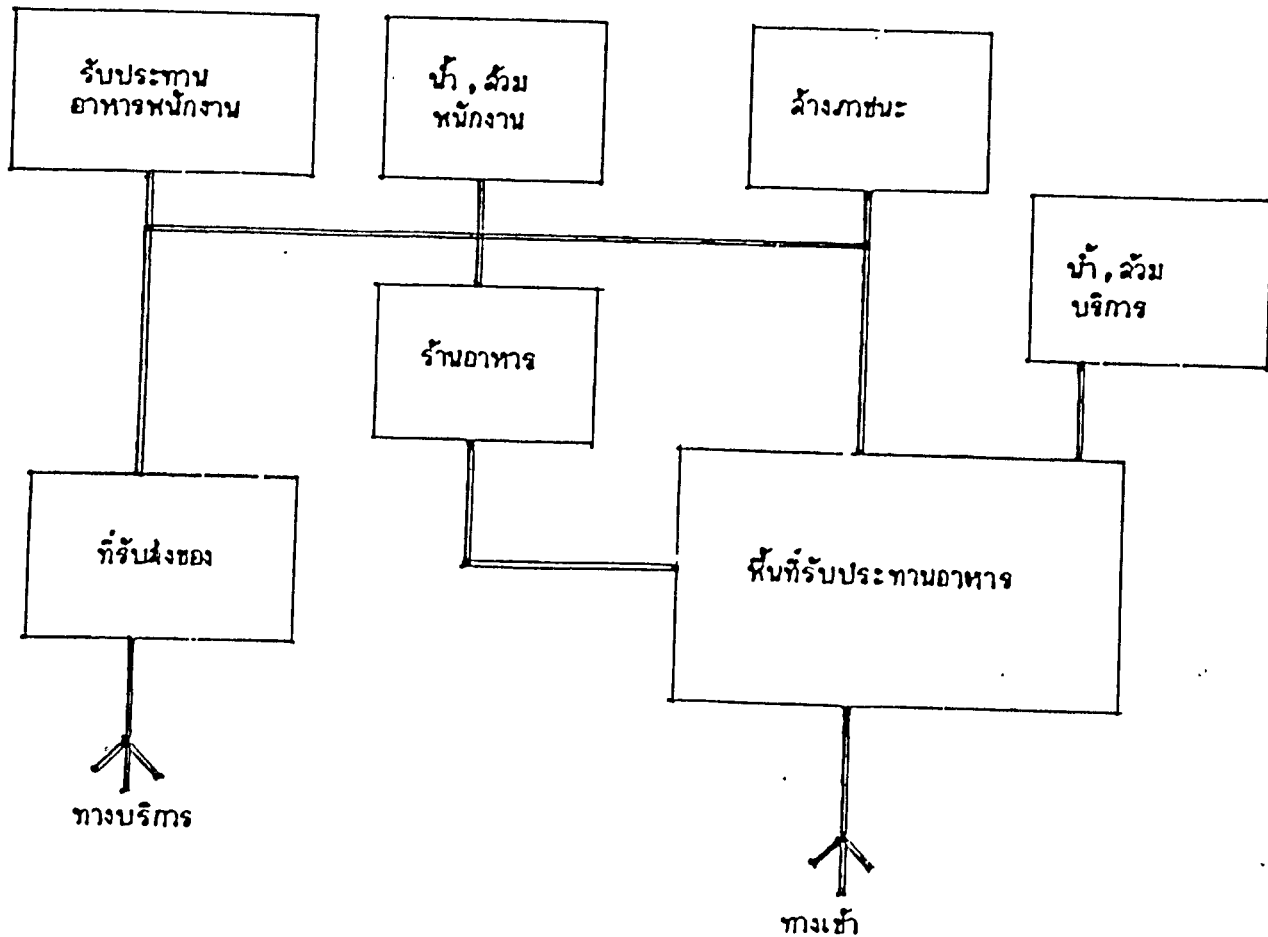 รับประทาน
อาหารพนักงาน
น้ำ, ส้วม
พนักงาน
ล้างภาชนะ
น้ำ, ส้วม
บริการ
ร้านอาหาร
ที่รับส่งของ
พื้นที่รับประทานอาหาร
ทางบริการ
ทางเข้า